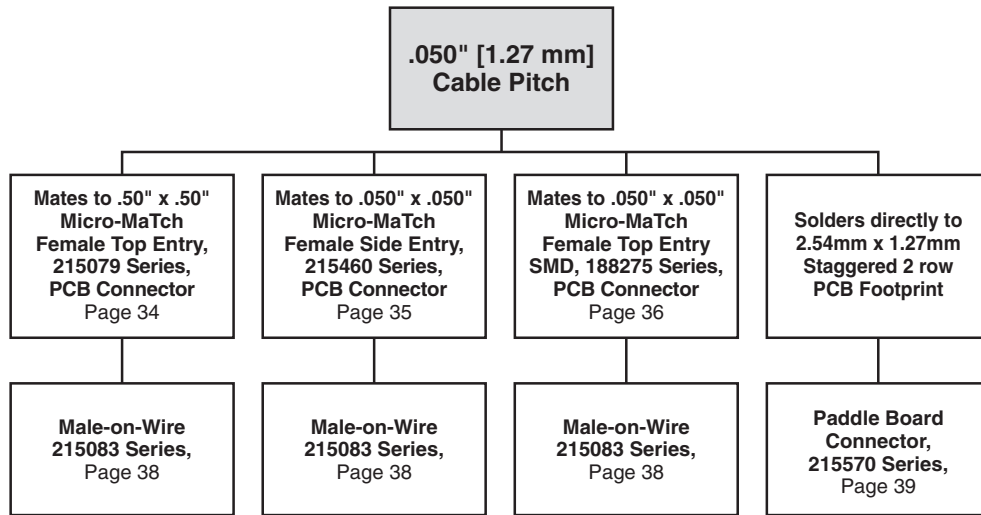 .050" [1.27 mm]
Cable Pitch
Mates to .50" x .50"
Micro-MaTch
Female Top Entry,
215079 Series,
PCB Connector
Page 34
Mates to .050" x .050"
Micro-MaTch
Female Side Entry,
215460 Series,
PCB Connector
Page 35
Mates to .050" x .050"
Micro-MaTch
Female Top Entry
SMD, 188275 Series,
PCB Connector
Page 36
Solders directly to
2.54mm x 1.27mm
Staggered 2 row
PCB Footprint
Male-on-Wire
215083 Series,
Page 38
Male-on-Wire
215083 Series,
Page 38
Male-on-Wire
215083 Series,
Page 38
Paddle Board
Connector,
215570 Series,
Page 39